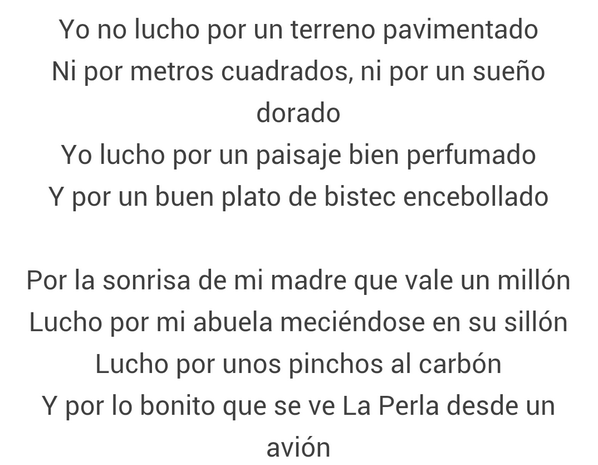 Yo no lucho por un terreno pavimentado
Ni por metros cuadrados, ni por un sueño
dorado
Yo lucho por un paisaje bien perfumado
Y por un buen plato de bistec encebollado
Por la sonrisa de mi madre que vale un millón
Lucho por mi abuela meciéndose en su sillón
Lucho por unos pinchos al carbón
Y por lo bonito que se ve La Perla desde un
avión